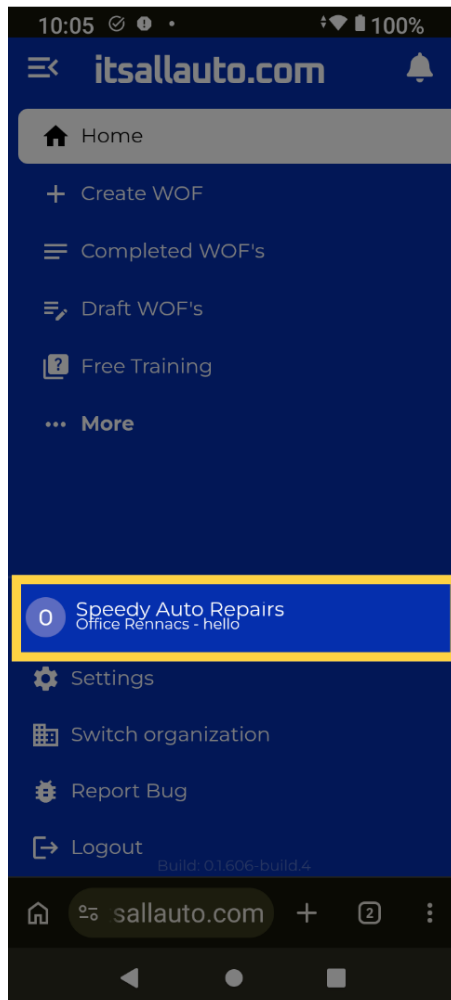 10:05 100%
itsallauto.com
Home
Create WOF
Completed WOF's
Draft WOF's
Free Training
More
O Speedy Auto Repairs
Office Rennacs - hello
Settings
Switch organization
Report Bug
Logout
Build: 0.1.606-build.4
sallauto.com 2